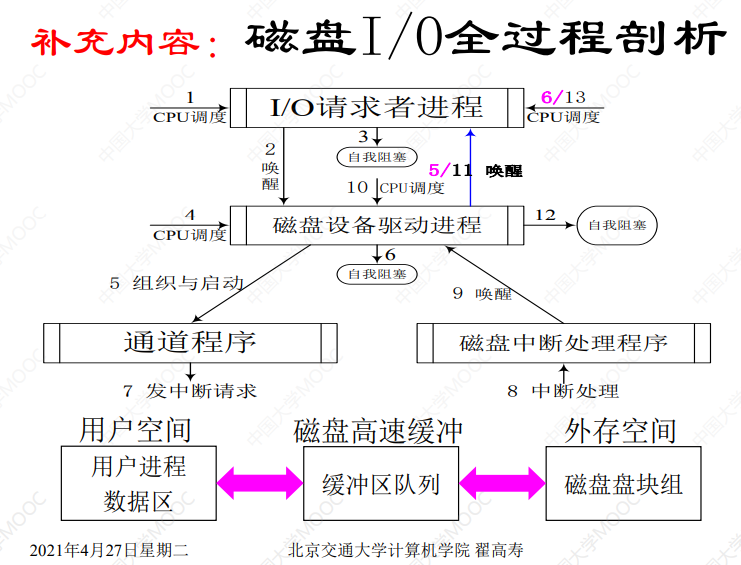 补充内容：磁盘I/O全过程剖析
1
CPU调度
I/O请求者进程
6/13
CPU调度
2
唤醒
3
自我阻塞
5/11 唤醒
10 CPU调度
4
CPU调度
磁盘设备驱动进程
12
自我阻塞
6
自我阻塞
5 组织与启动
9 唤醒
通道程序
磁盘中断处理程序
7 发中断请求
8 中断处理
用户空间
磁盘高速缓冲
外存空间
用户进程
数据区
缓冲区队列
磁盘盘块组
2021年4月27日星期二
北京交通大学计算机学院 翟高寿
中国大学MOOC